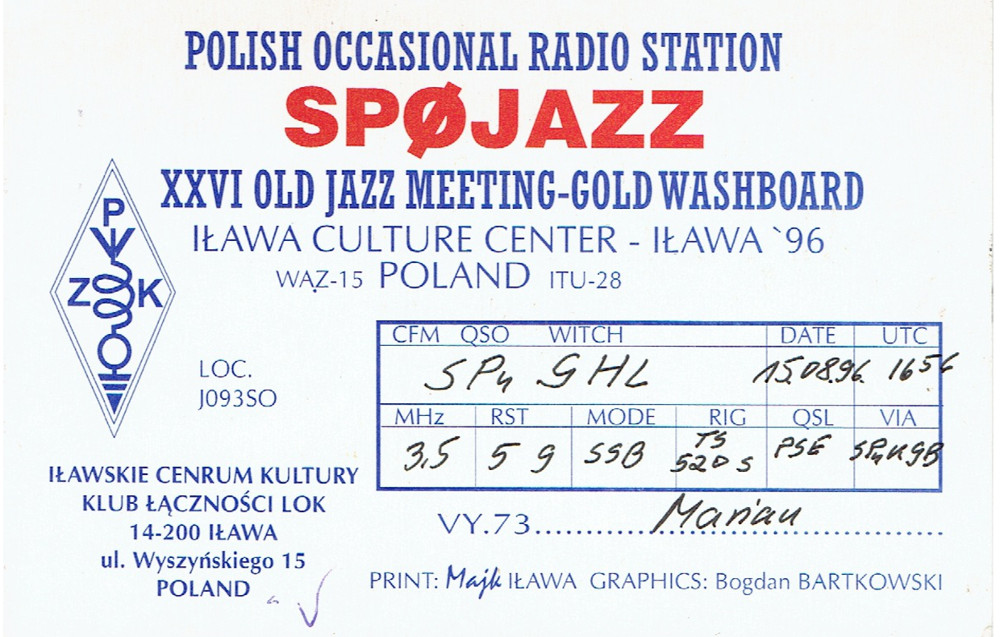 POLISH OCCASIONAL RADIO STATION
SPØJAZZ
XXVI OLD JAZZ MEETING-GOLD WASHBOARD
IŁAWA CULTURE CENTER - IŁAWA `96
WĄZ-15 POLAND ITU-28
P
Z K
LOC.
J093SO
CFM QSO WITCH DATE UTC
SP4 GHL 15.08.96. 1656
MHz RST MODE RIG QSL VIA
3,5 59 SSB TS 520 S PSE SP4KGB
VY.73 Marian
IŁAWSKIE CENRUM KULTURY
KLUB ŁĄCZNOŚCI LOK
14-200 IŁAWA
ul. Wyszyńskiego 15
POLAND
PRINT: Majk IŁAWA GRAPHICS: Bogdan BARTKOWSKI